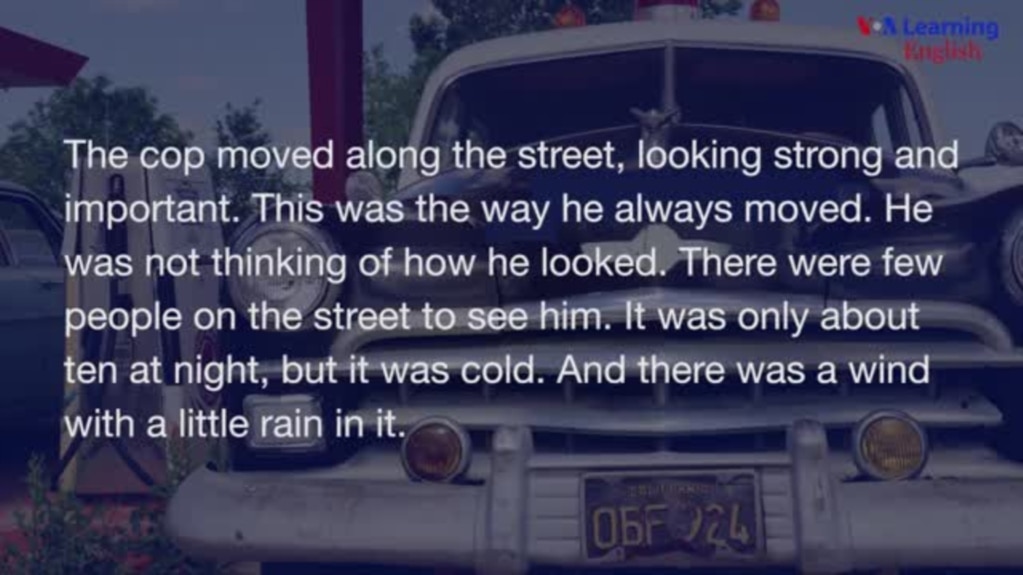 VOA Learning
English
The cop moved along the street, looking strong and
important. This was the way he always moved. He
was not thinking of how he looked. There were few
people on the street to see him. It was only about
ten at night, but it was cold. And there was a wind
with a little rain in it.